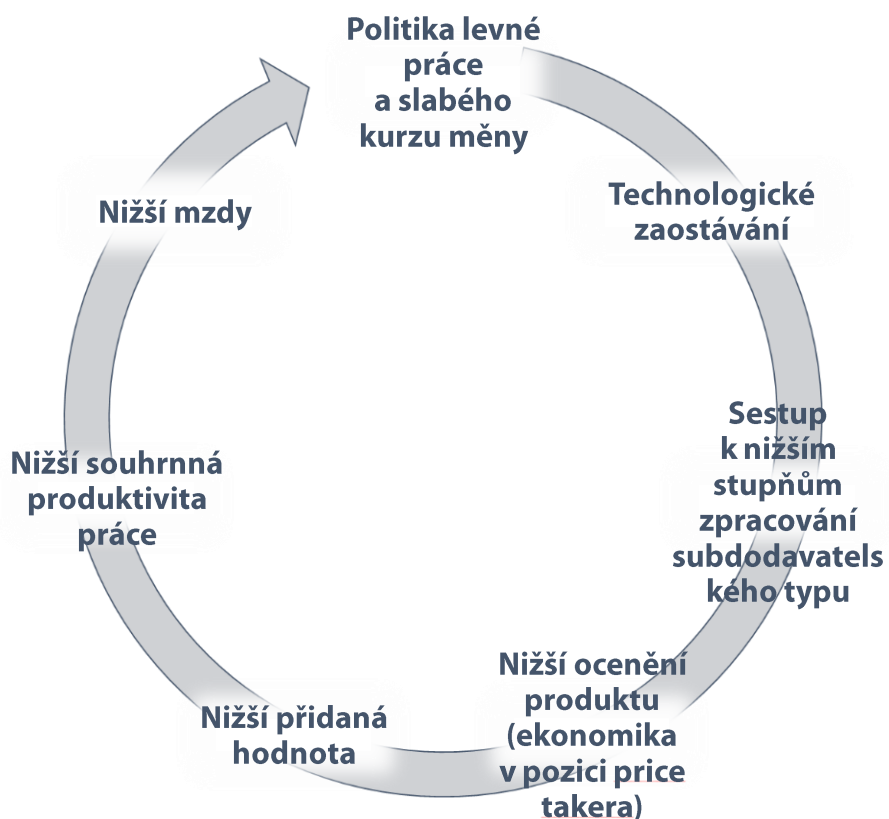 Politika levné
práce
a slabého
kurzu měny
Technologické
zaostávání
Sestup
k nižším
stupňům
zpracování
subdodavatels
kého typu
Nižší ocenění
produktu
(ekonomika
v pozici price
takera)
Nižší přidaná
hodnota
Nižší souhrnná
produktivita
práce
Nižší mzdy